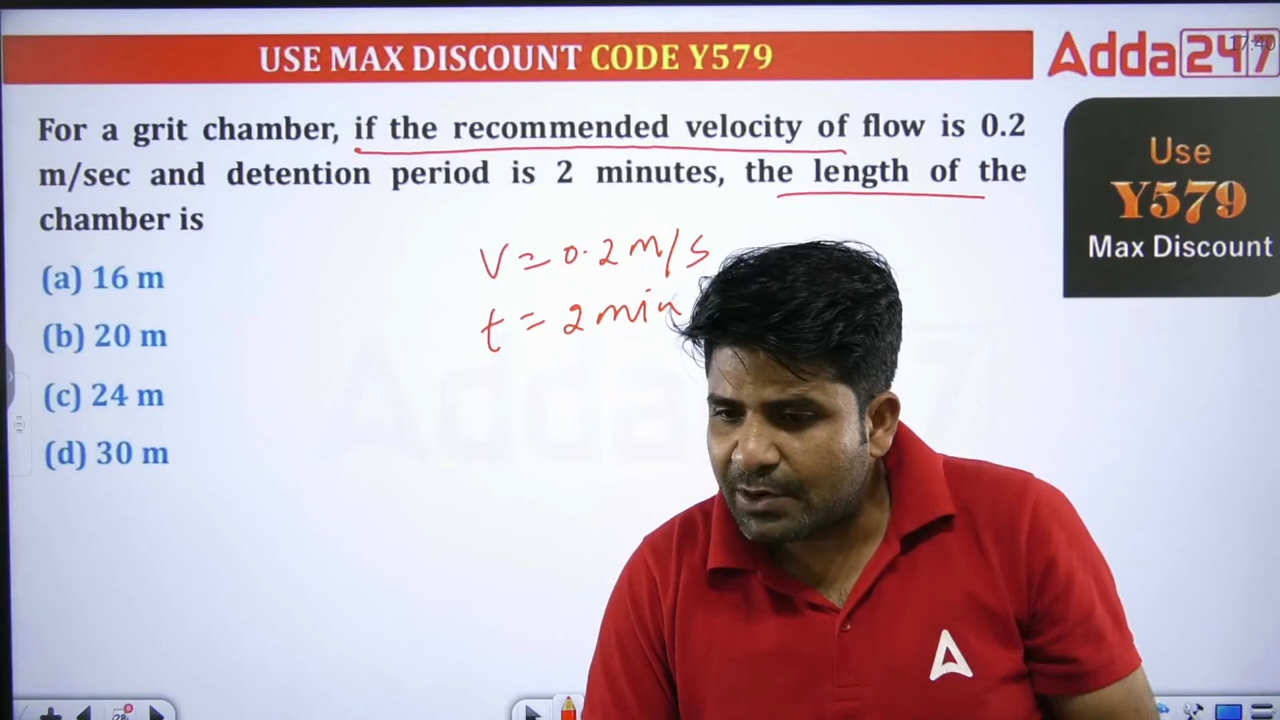 USE MAX DISCOUNT CODE Y579
Adda247
17:40
For a grit chamber, if the recommended velocity of flow is 0.2
m/sec and detention period is 2 minutes, the length of the
chamber is
Use
Y579
Max Discount
(a) 16 m
(b) 20 m
(c) 24 m
(d) 30 m
V = 0.2 m/s
t = 2 min